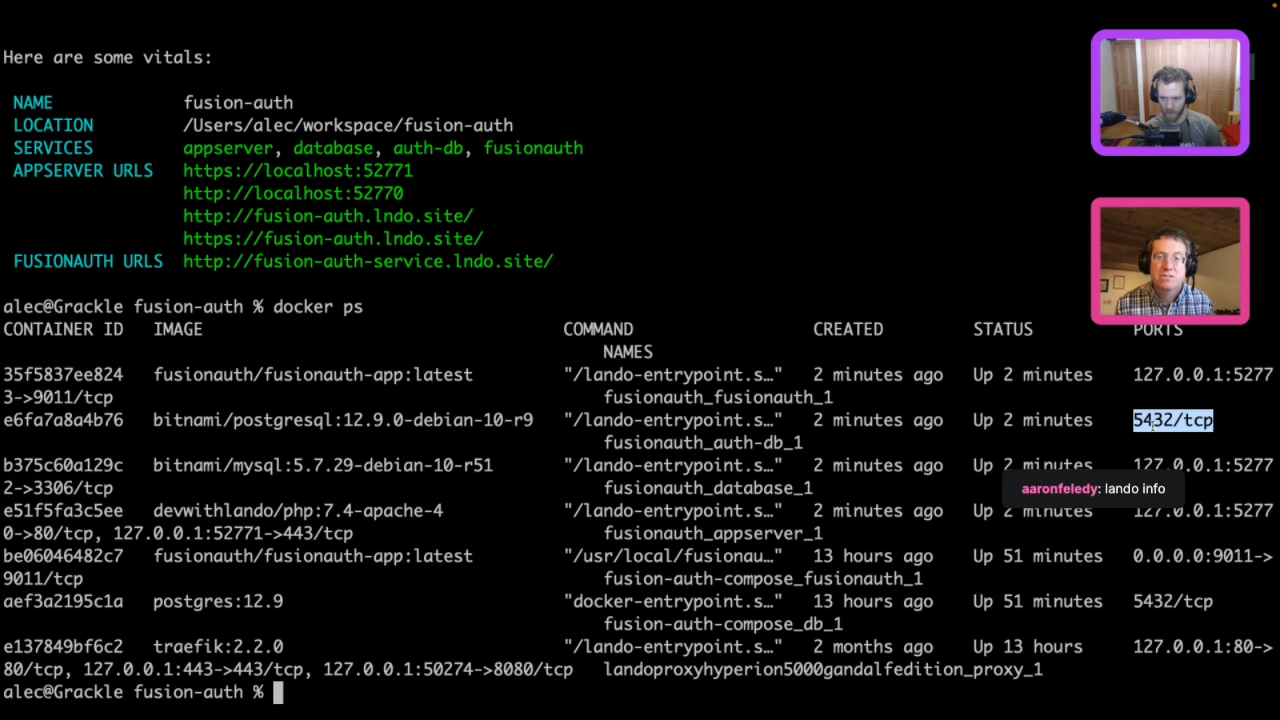 Here are some vitals:
NAME fusion-auth
LOCATION /Users/alec/workspace/fusion-auth
SERVICES appserver, database, auth-db, fusionauth
APPSERVER URLS https://localhost:52771
http://localhost:52770
http://fusion-auth.lndo.site/
https://fusion-auth.lndo.site/
FUSIONAUTH URLS http://fusion-auth-service.lndo.site/
alec@Grackle fusion-auth % docker ps
CONTAINER ID IMAGE COMMAND CREATED STATUS PORTS
NAMES
35f5837ee824 fusionauth/fusionauth-app:latest "/lando-entrypoint.s…" 2 minutes ago Up 2 minutes 127.0.0.1:5277
3->9011/tcp fusionauth_fusionauth_1
e6fa7a8a4b76 bitnami/postgresql:12.9.0-debian-10-r9 "/lando-entrypoint.s…" 2 minutes ago Up 2 minutes 5432/tcp
fusionauth_auth-db_1
b375c60a129c bitnami/mysql:5.7.29-debian-10-r51 "/lando-entrypoint.s…" 2 minutes ago Up 2 minutes 127.0.0.1:5277
2->3306/tcp fusionauth_database_1
aaronfeledy: lando info
e51f5fa3c5ee devwithlando/php:7.4-apache-4 "/lando-entrypoint.s…" 2 minutes ago Up 2 minutes 127.0.0.1:5277
0->80/tcp, 127.0.0.1:52771->443/tcp fusionauth_appserver_1
be06046482c7 fusionauth/fusionauth-app:latest "/usr/local/fusionau…" 13 hours ago Up 51 minutes 0.0.0.0:9011->
9011/tcp fusion-auth-compose_fusionauth_1
aef3a2195c1a postgres:12.9 "docker-entrypoint.s…" 13 hours ago Up 51 minutes 5432/tcp
fusion-auth-compose_db_1
e137849bf6c2 traefik:2.2.0 "/lando-entrypoint.s…" 2 months ago Up 13 hours 127.0.0.1:80->
80/tcp, 127.0.0.1:443->443/tcp, 127.0.0.1:50274->8080/tcp landoproxyhyperion5000gandalfedition_proxy_1
alec@Grackle fusion-auth %